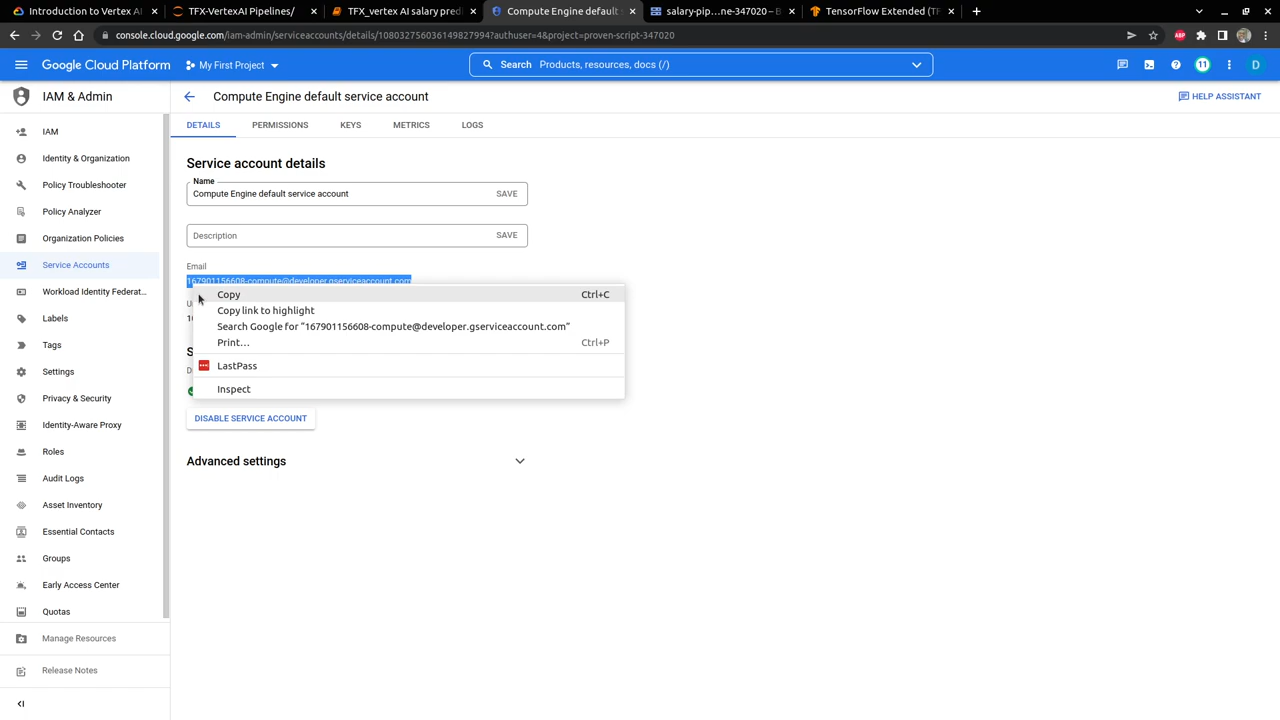 Introduction to Vertex AI
TFX-VertexAI Pipelines/
TFX_vertex AI salary pred
Compute Engine default s
salary-pip…ne-347020 – B
TensorFlow Extended (TF
console.cloud.google.com/iam-admin/serviceaccounts/details/108032756036149827994?authuser=4&project=proven-script-347020
ABP
Google Cloud Platform
My First Project
Search Products, resources, docs (/)
11
D
IAM & Admin
Compute Engine default service account
HELP ASSISTANT
DETAILS
PERMISSIONS
KEYS
METRICS
LOGS
IAM
Identity & Organization
Policy Troubleshooter
Policy Analyzer
Organization Policies
Service Accounts
Workload Identity Federat...
Labels
Tags
Settings
Privacy & Security
Identity-Aware Proxy
Roles
Audit Logs
Asset Inventory
Essential Contacts
Groups
Early Access Center
Quotas
Manage Resources
Release Notes
Service account details
Name
Compute Engine default service account
SAVE
Description
SAVE
Email
167901156608-compute@developer.gserviceaccount.com
Copy Ctrl+C
Copy link to highlight
Search Google for "167901156608-compute@developer.gserviceaccount.com"
Print… Ctrl+P
LastPass
Inspect
DISABLE SERVICE ACCOUNT
Advanced settings